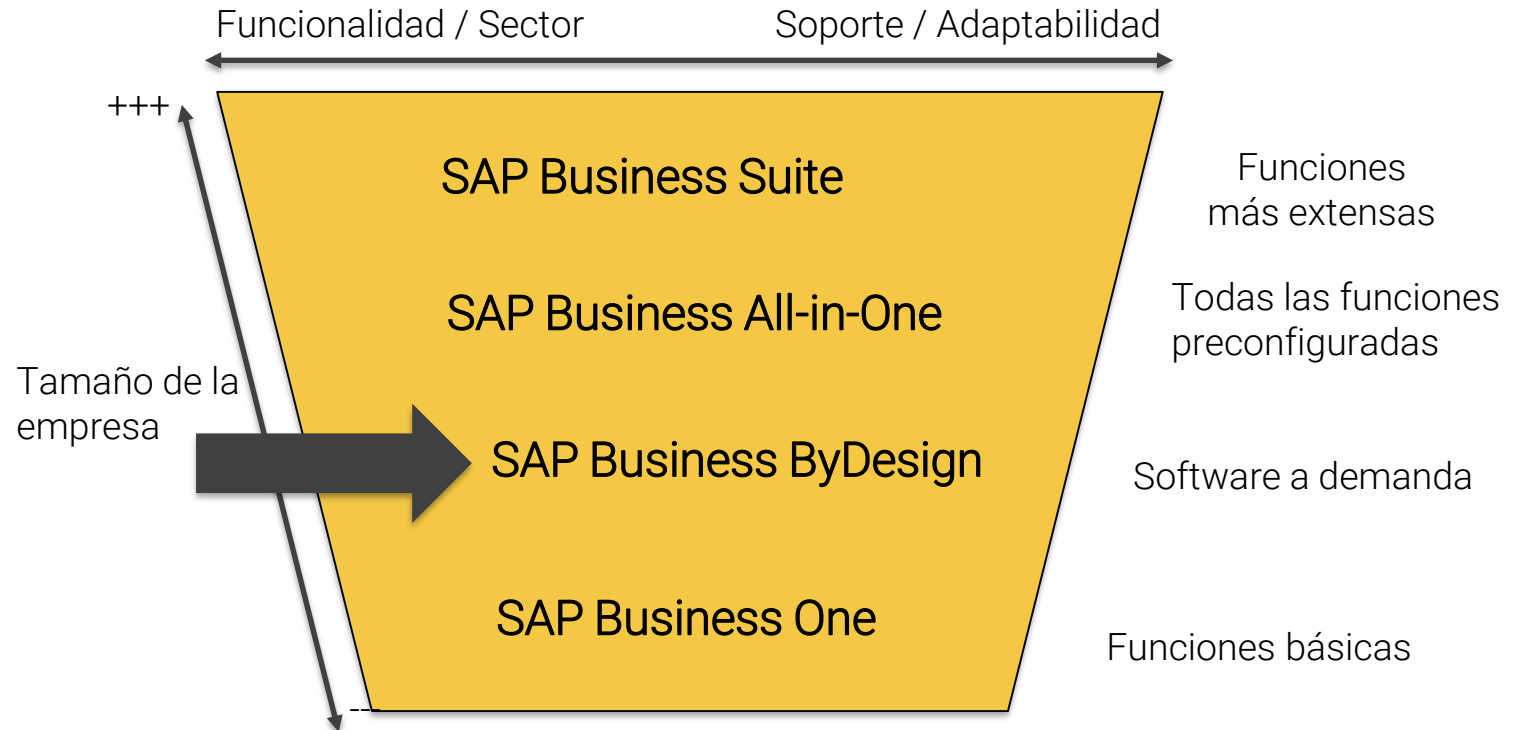 Funcionalidad / Sector
Soporte / Adaptabilidad
+++
SAP Business Suite
Funciones
más extensas
SAP Business All-in-One
Todas las funciones
preconfiguradas
Tamaño de la
empresa
SAP Business ByDesign
Software a demanda
SAP Business One
Funciones básicas
---